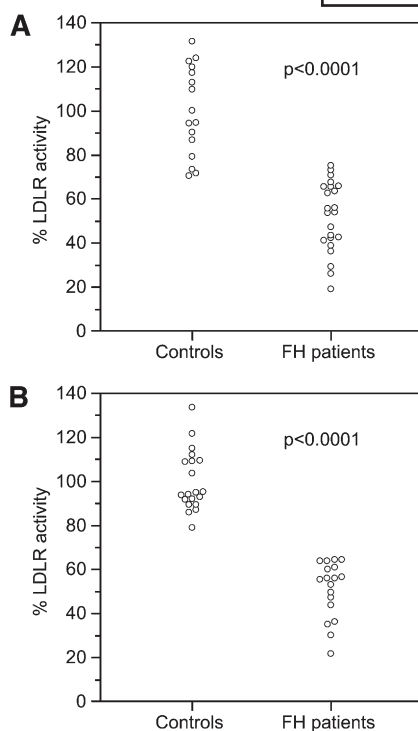 A
140
120
100
80
60
40
20
0
% LDLR activity
p<0.0001
Controls FH patients
B
140
120
100
80
60
40
20
0
% LDLR activity
p<0.0001
Controls FH patients